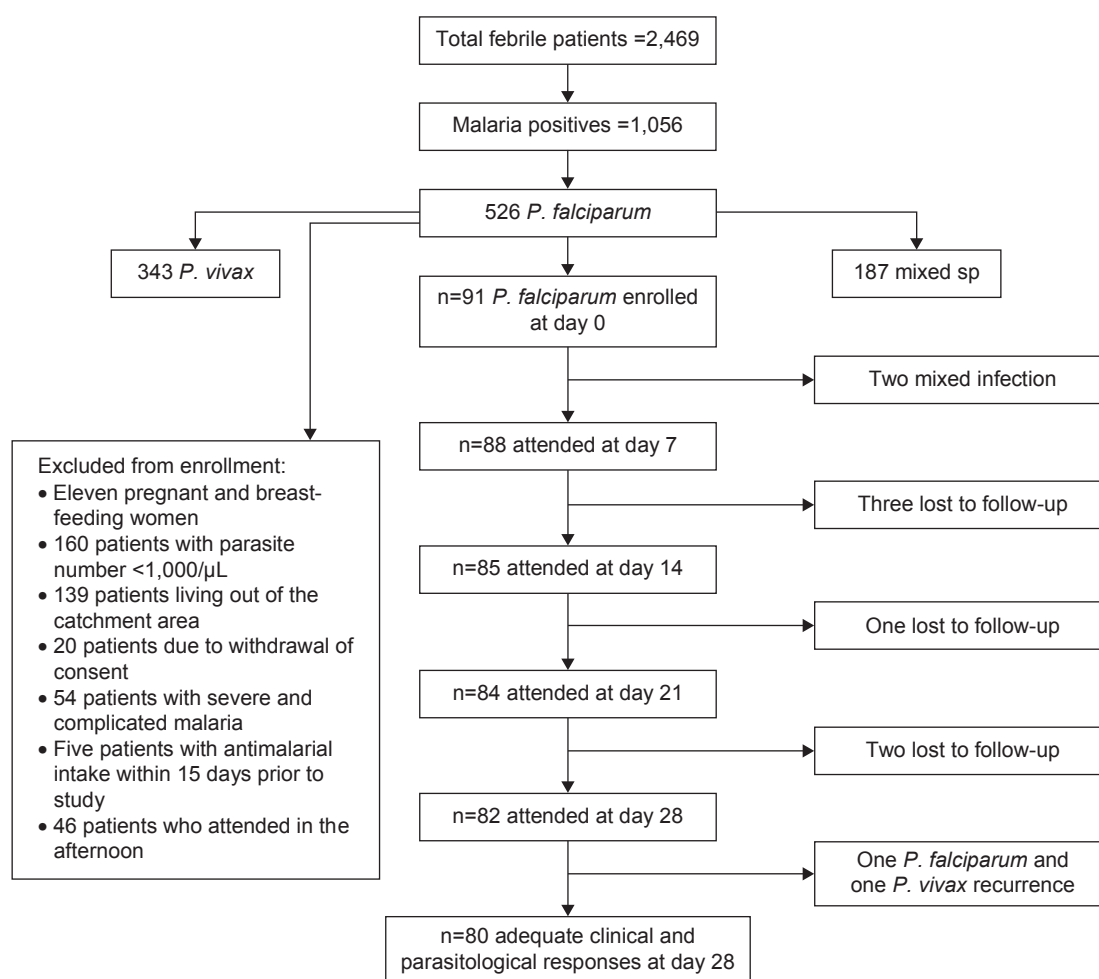 Total febrile patients =2,469
Malaria positives =1,056
526 P. falciparum
343 P. vivax
187 mixed sp
n=91 P. falciparum enrolled
at day 0
Two mixed infection
n=88 attended at day 7
Excluded from enrollment:
• Eleven pregnant and breast-
feeding women
• 160 patients with parasite
number <1,000/µL
• 139 patients living out of the
catchment area
• 20 patients due to withdrawal of
consent
• 54 patients with severe and
complicated malaria
• Five patients with antimalarial
intake within 15 days prior to
study
• 46 patients who attended in the
afternoon
Three lost to follow-up
n=85 attended at day 14
One lost to follow-up
n=84 attended at day 21
Two lost to follow-up
n=82 attended at day 28
One P. falciparum and
one P. vivax recurrence
n=80 adequate clinical and
parasitological responses at day 28